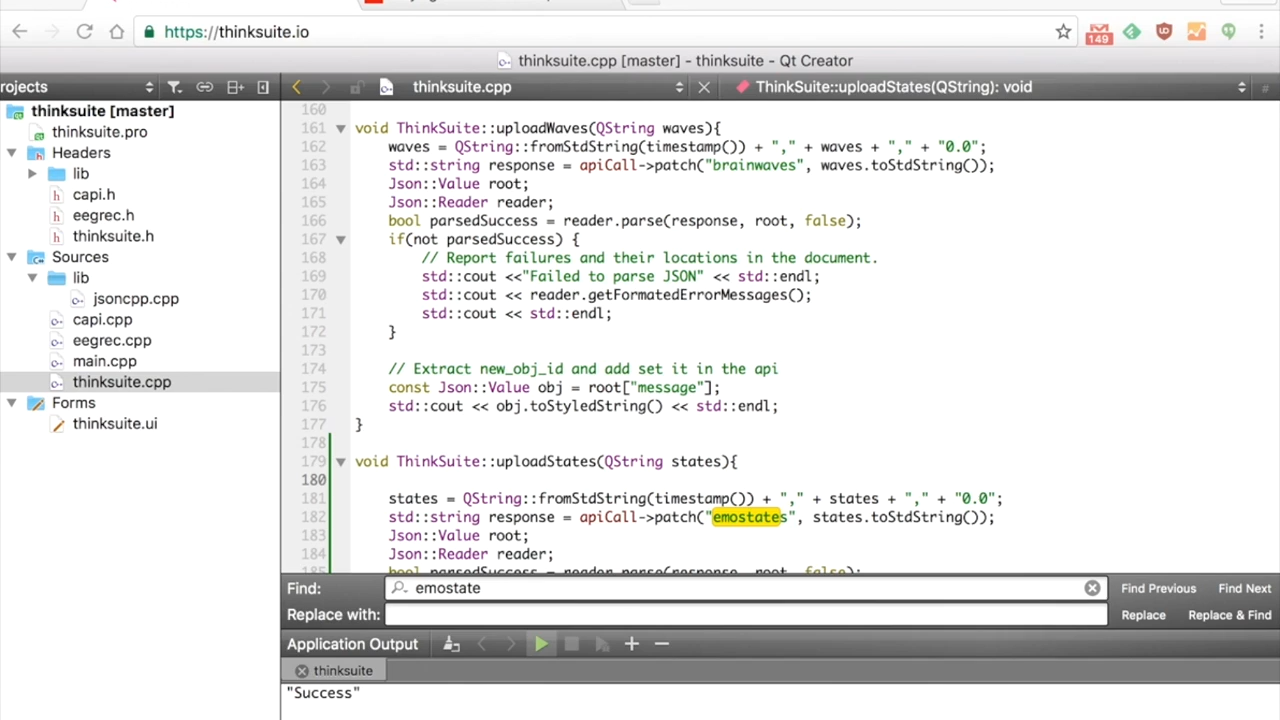 https://thinksuite.io
149
thinksuite.cpp [master] - thinksuite - Qt Creator
rojects
thinksuite.cpp
ThinkSuite::uploadStates(QString): void
#
thinksuite [master]
thinksuite.pro
Headers
lib
capi.h
eegrec.h
thinksuite.h
Sources
lib
jsoncpp.cpp
capi.cpp
eegrec.cpp
main.cpp
thinksuite.cpp
Forms
thinksuite.ui
160
161 void ThinkSuite::uploadWaves(QString waves){
162 waves = QString::fromStdString(timestamp()) + "," + waves + "," + "0.0";
163 std::string response = apiCall->patch("brainwaves", waves.toStdString());
164 Json::Value root;
165 Json::Reader reader;
166 bool parsedSuccess = reader.parse(response, root, false);
167 if(not parsedSuccess) {
168 // Report failures and their locations in the document.
169 std::cout <<"Failed to parse JSON" << std::endl;
170 std::cout << reader.getFormatedErrorMessages();
171 std::cout << std::endl;
172 }
173
174 // Extract new_obj_id and add set it in the api
175 const Json::Value obj = root["message"];
176 std::cout << obj.toStyledString() << std::endl;
177 }
178
179 void ThinkSuite::uploadStates(QString states){
180
181 states = QString::fromStdString(timestamp()) + "," + states + "," + "0.0";
182 std::string response = apiCall->patch("emostates", states.toStdString());
183 Json::Value root;
184 Json::Reader reader;
185 bool parsedSuccess = reader.parse(response, root, false);
Find: emostate Find Previous Find Next
Replace with: Replace Replace & Find
Application Output
thinksuite
"Success"